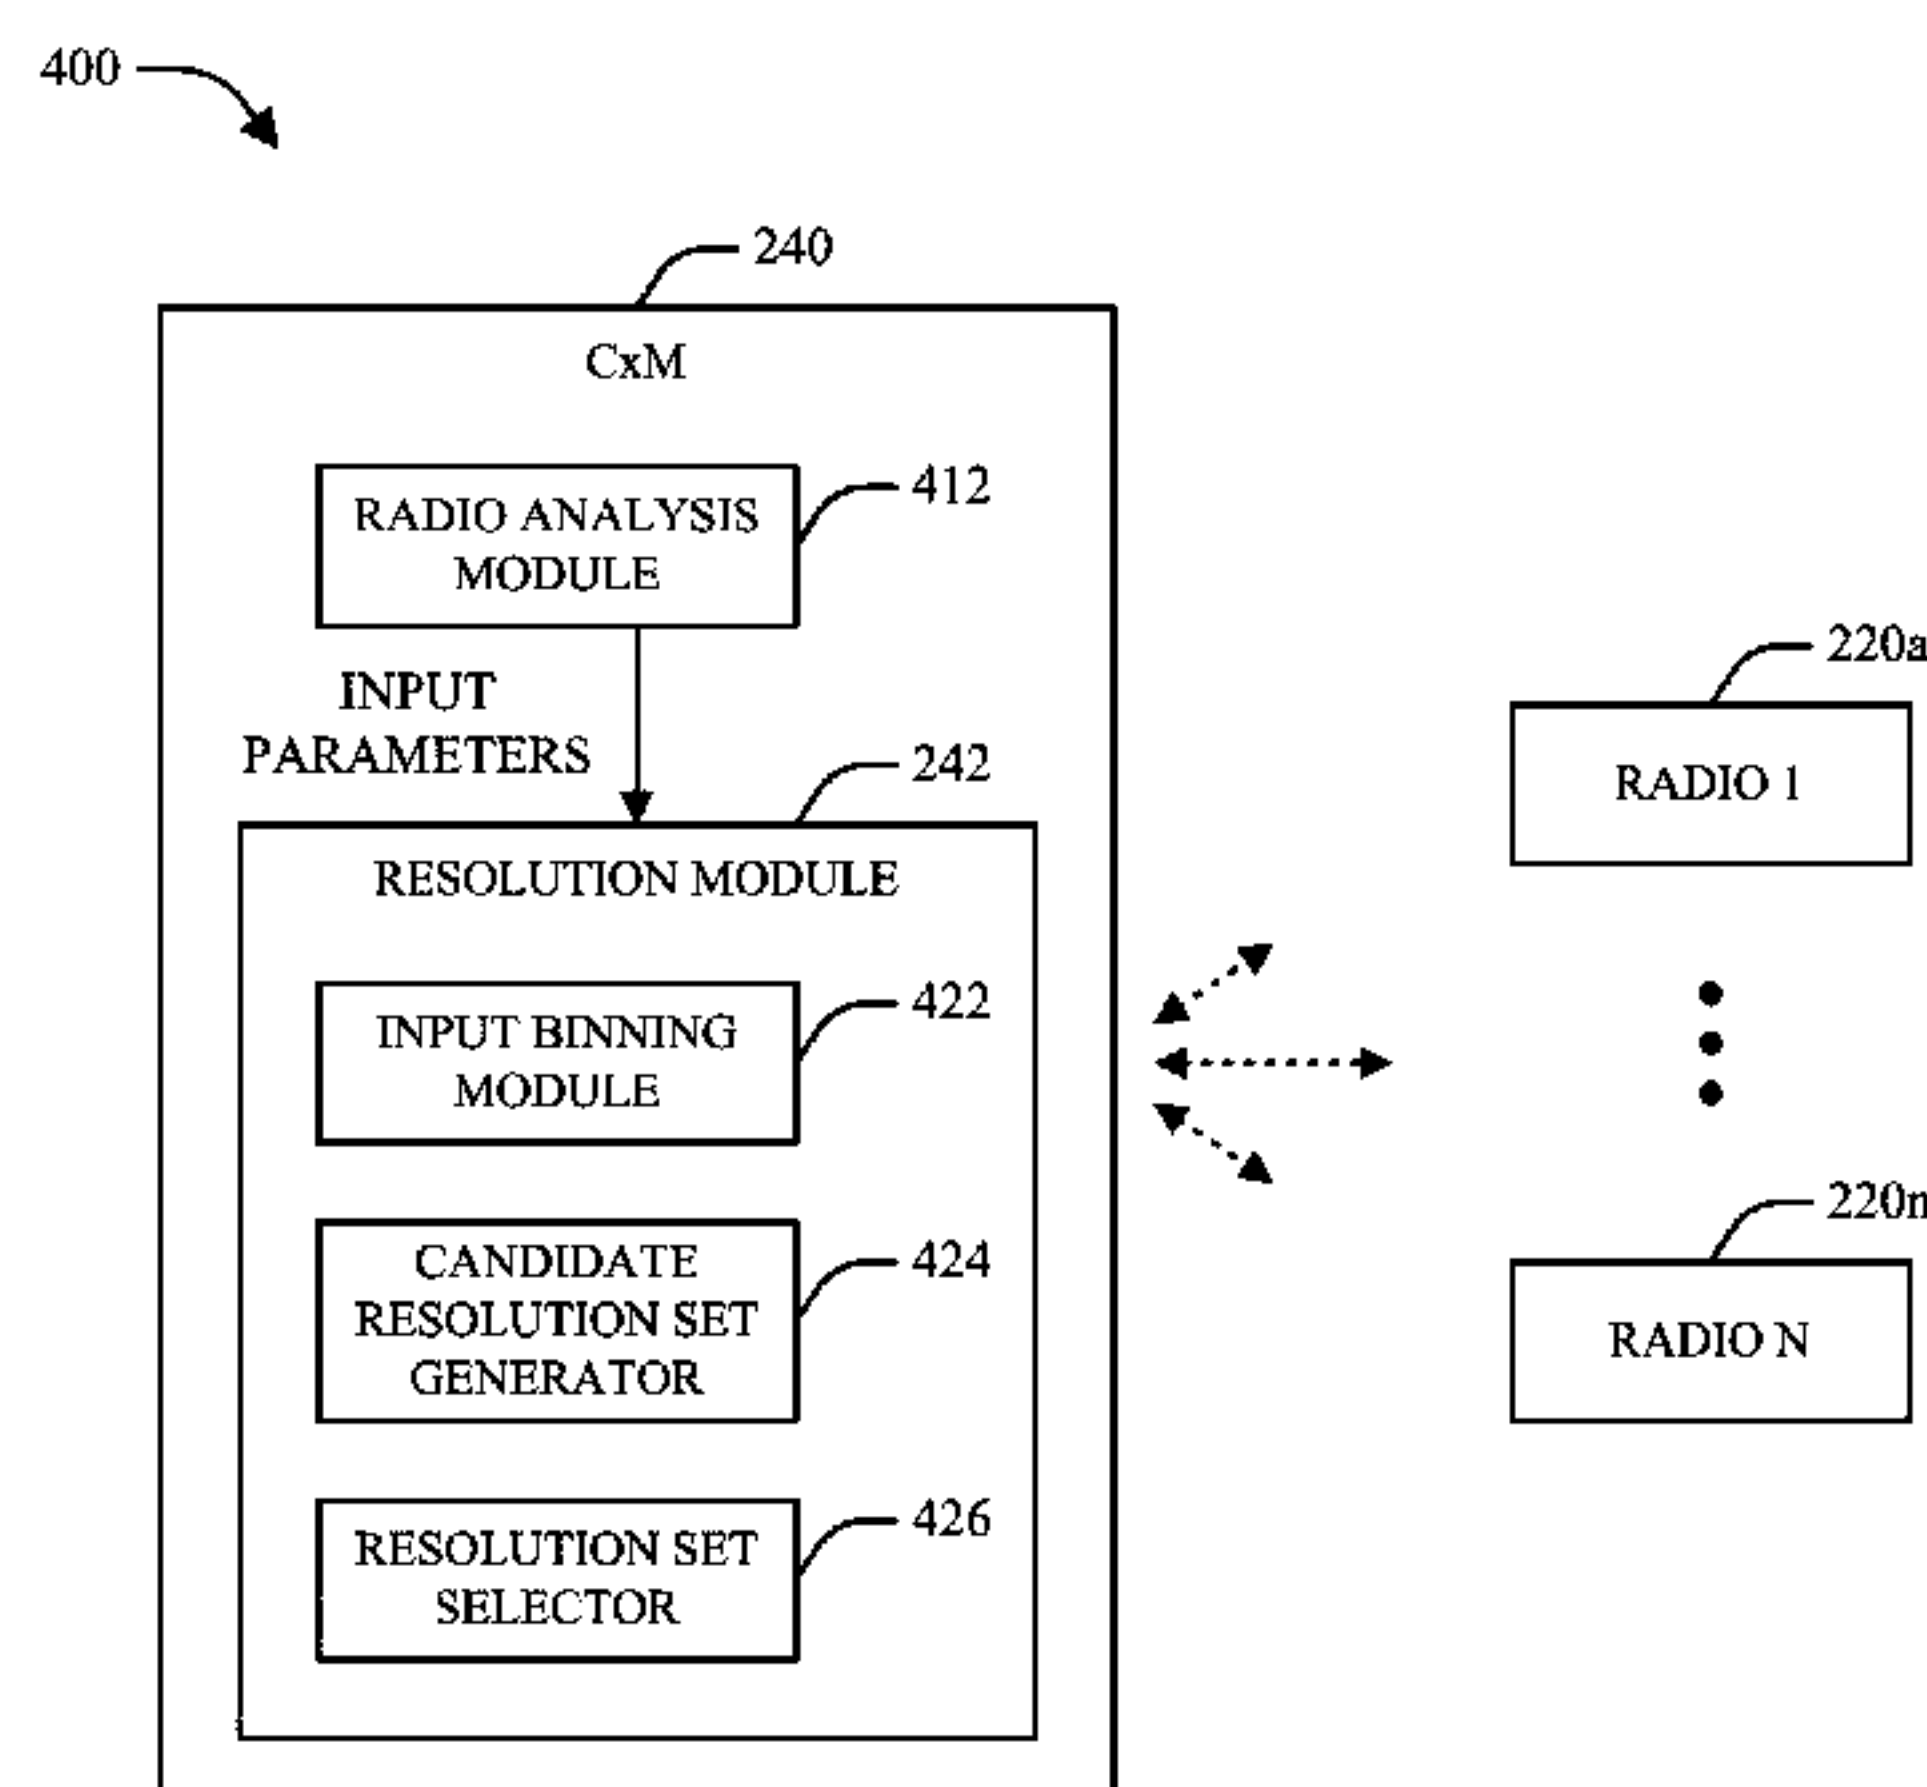 400
240
CxM
RADIO ANALYSIS
MODULE
412
INPUT
PARAMETERS
242
RESOLUTION MODULE
INPUT BINNING
MODULE
422
CANDIDATE
RESOLUTION SET
GENERATOR
424
RESOLUTION SET
SELECTOR
426
220a
RADIO 1
220n
RADIO N